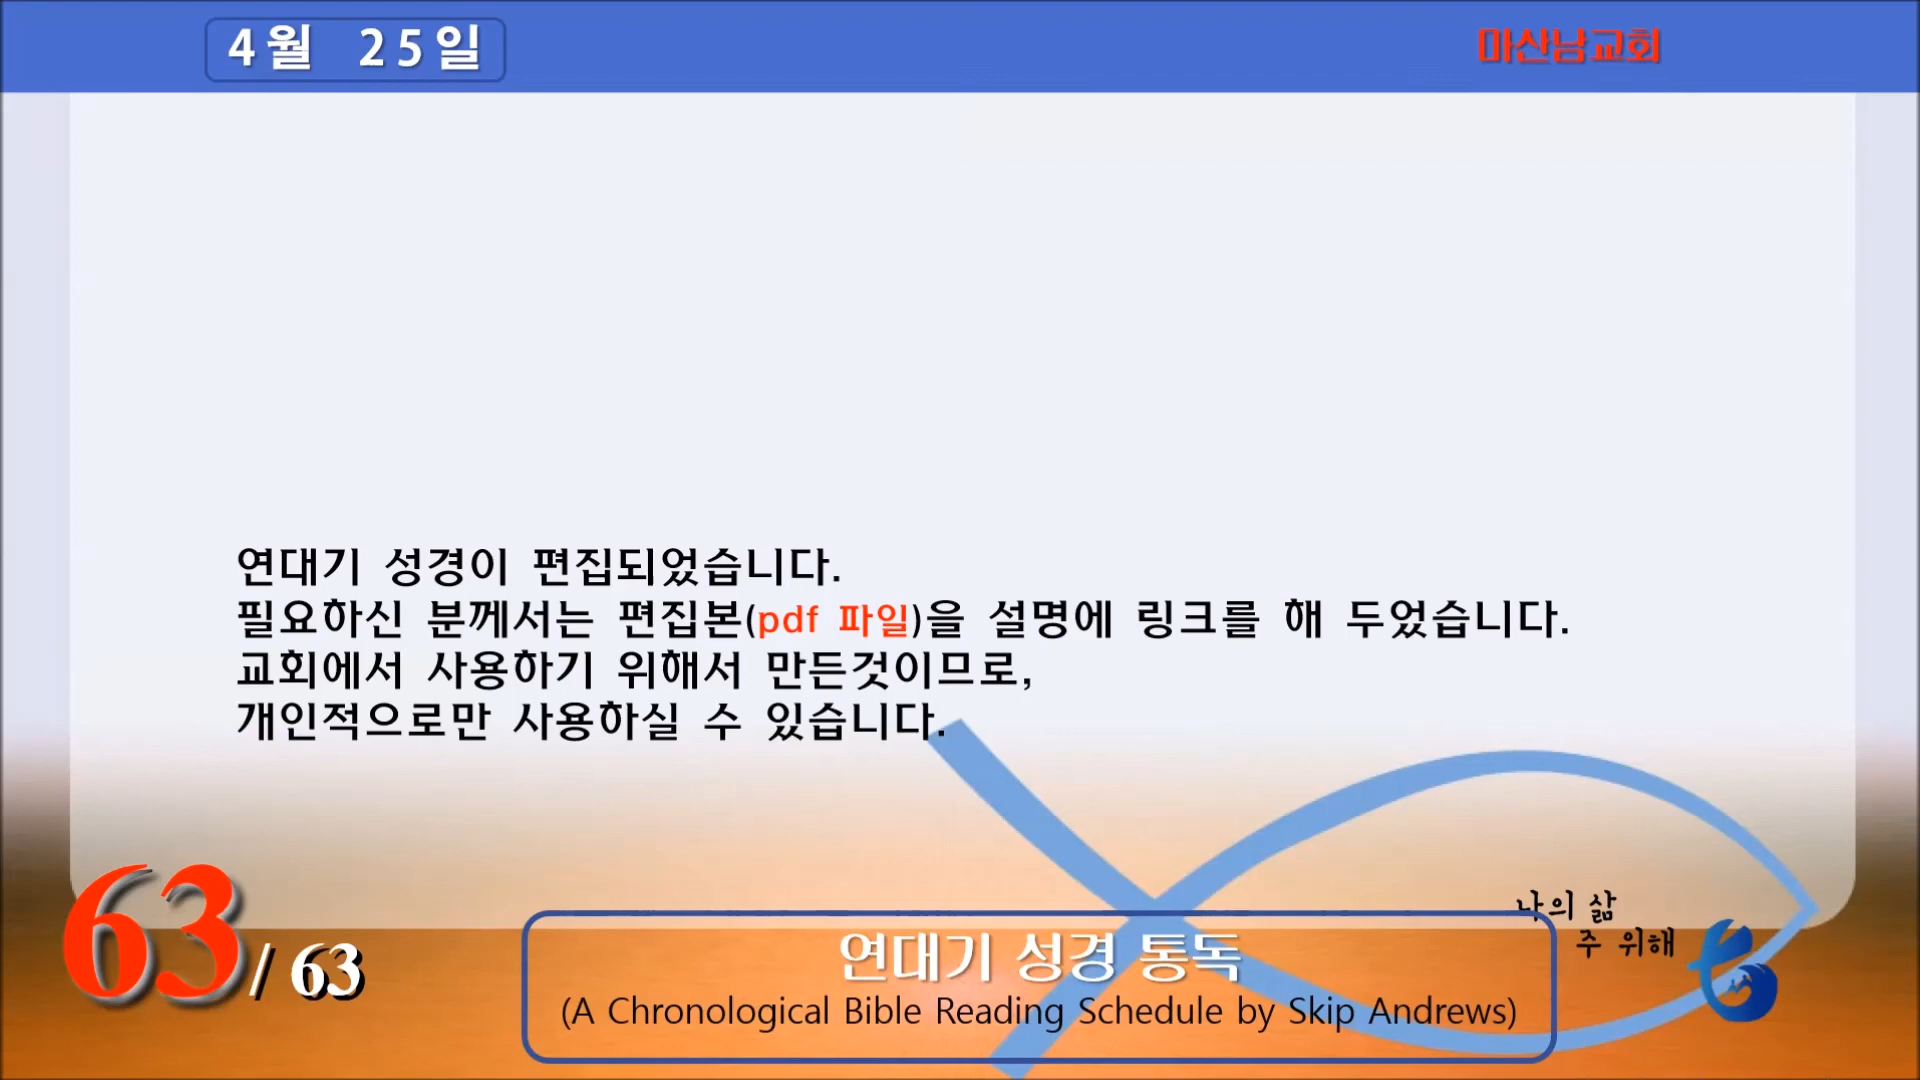 4월 25일
마산남교회
연대기 성경이 편집되었습니다.
필요하신 분께서는 편집본(pdf 파일)을 설명에 링크를 해 두었습니다.
교회에서 사용하기 위해서 만든것이므로,
개인적으로만 사용하실 수 있습니다.
나의 삶
주 위해
63/ 63
연대기 성경 통독
(A Chronological Bible Reading Schedule by Skip Andrews)